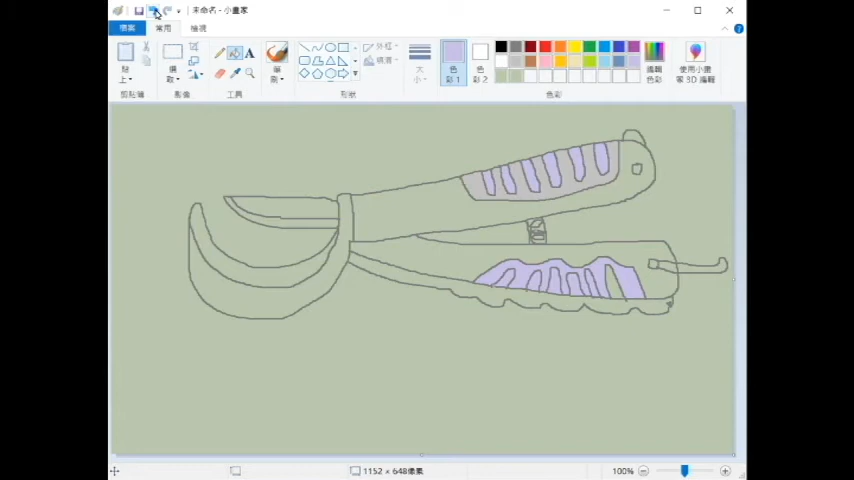 未命名 - 小畫家
檔案 常用 檢視
貼上 選取 A 筆刷 外框 填滿 大小 色彩 1 色彩 2 編輯色彩 使用小畫家 3D 編輯
剪貼簿 影像 工具 圖案 色彩
1152 × 648像素 100%